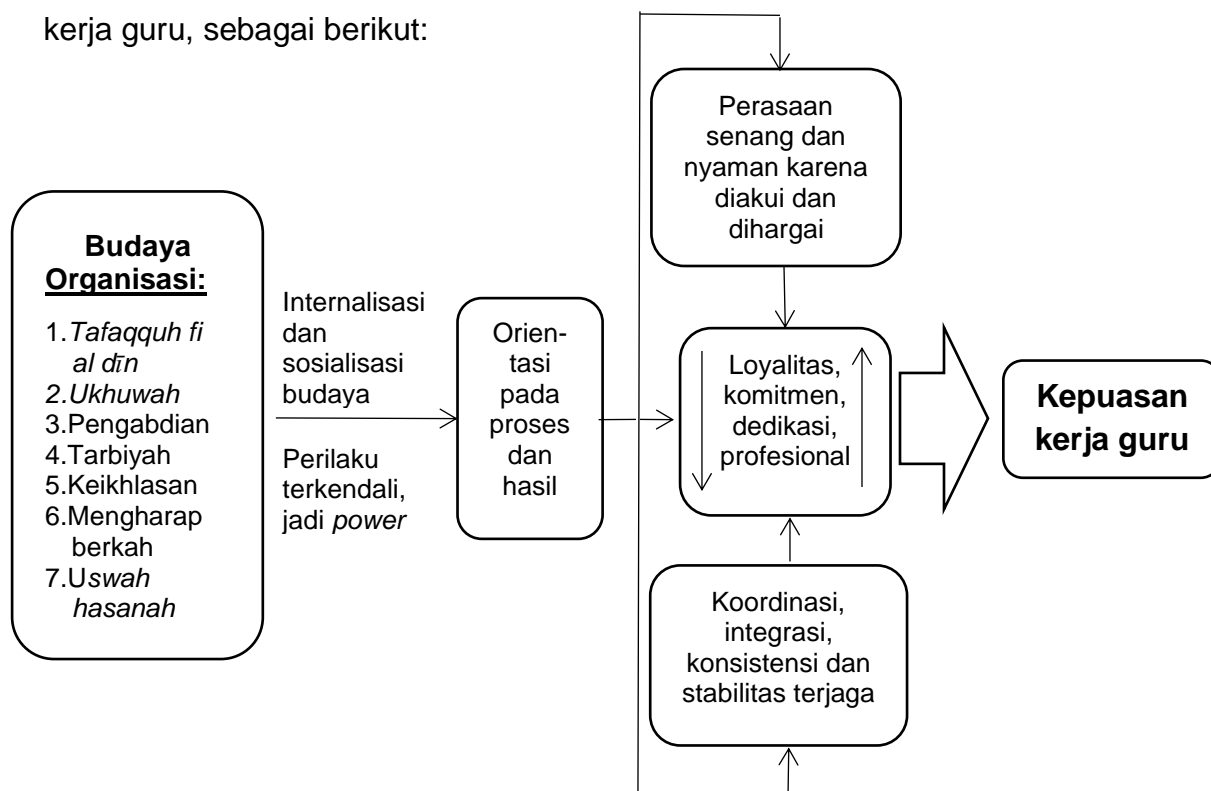 kerja guru, sebagai berikut:
Budaya
Organisasi:
1.Tafaqquh fi
al dīn
2.Ukhuwah
3.Pengabdian
4.Tarbiyah
5.Keikhlasan
6.Mengharap
berkah
7.Uswah
hasanah
Internalisasi
dan
sosialisasi
budaya
Perilaku
terkendali,
jadi power
Orien-
tasi
pada
proses
dan
hasil
Perasaan
senang dan
nyaman karena
diakui dan
dihargai
Loyalitas,
komitmen,
dedikasi,
profesional
Koordinasi,
integrasi,
konsistensi dan
stabilitas terjaga
Kepuasan
kerja guru